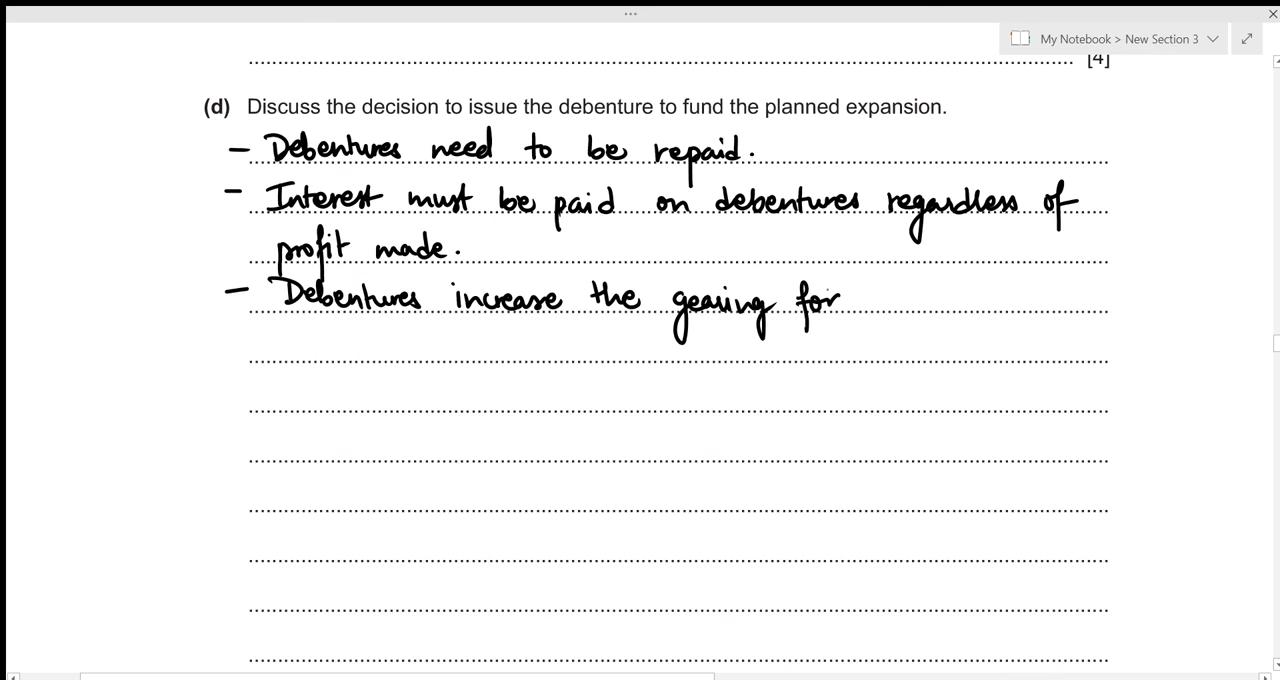 My Notebook > New Section 3
........................................ [4]
(d) Discuss the decision to issue the debenture to fund the planned expansion.
- Debentures need to be repaid.
- Interest must be paid on debentures regardless of
profit made.
- Debentures increase the gearing for